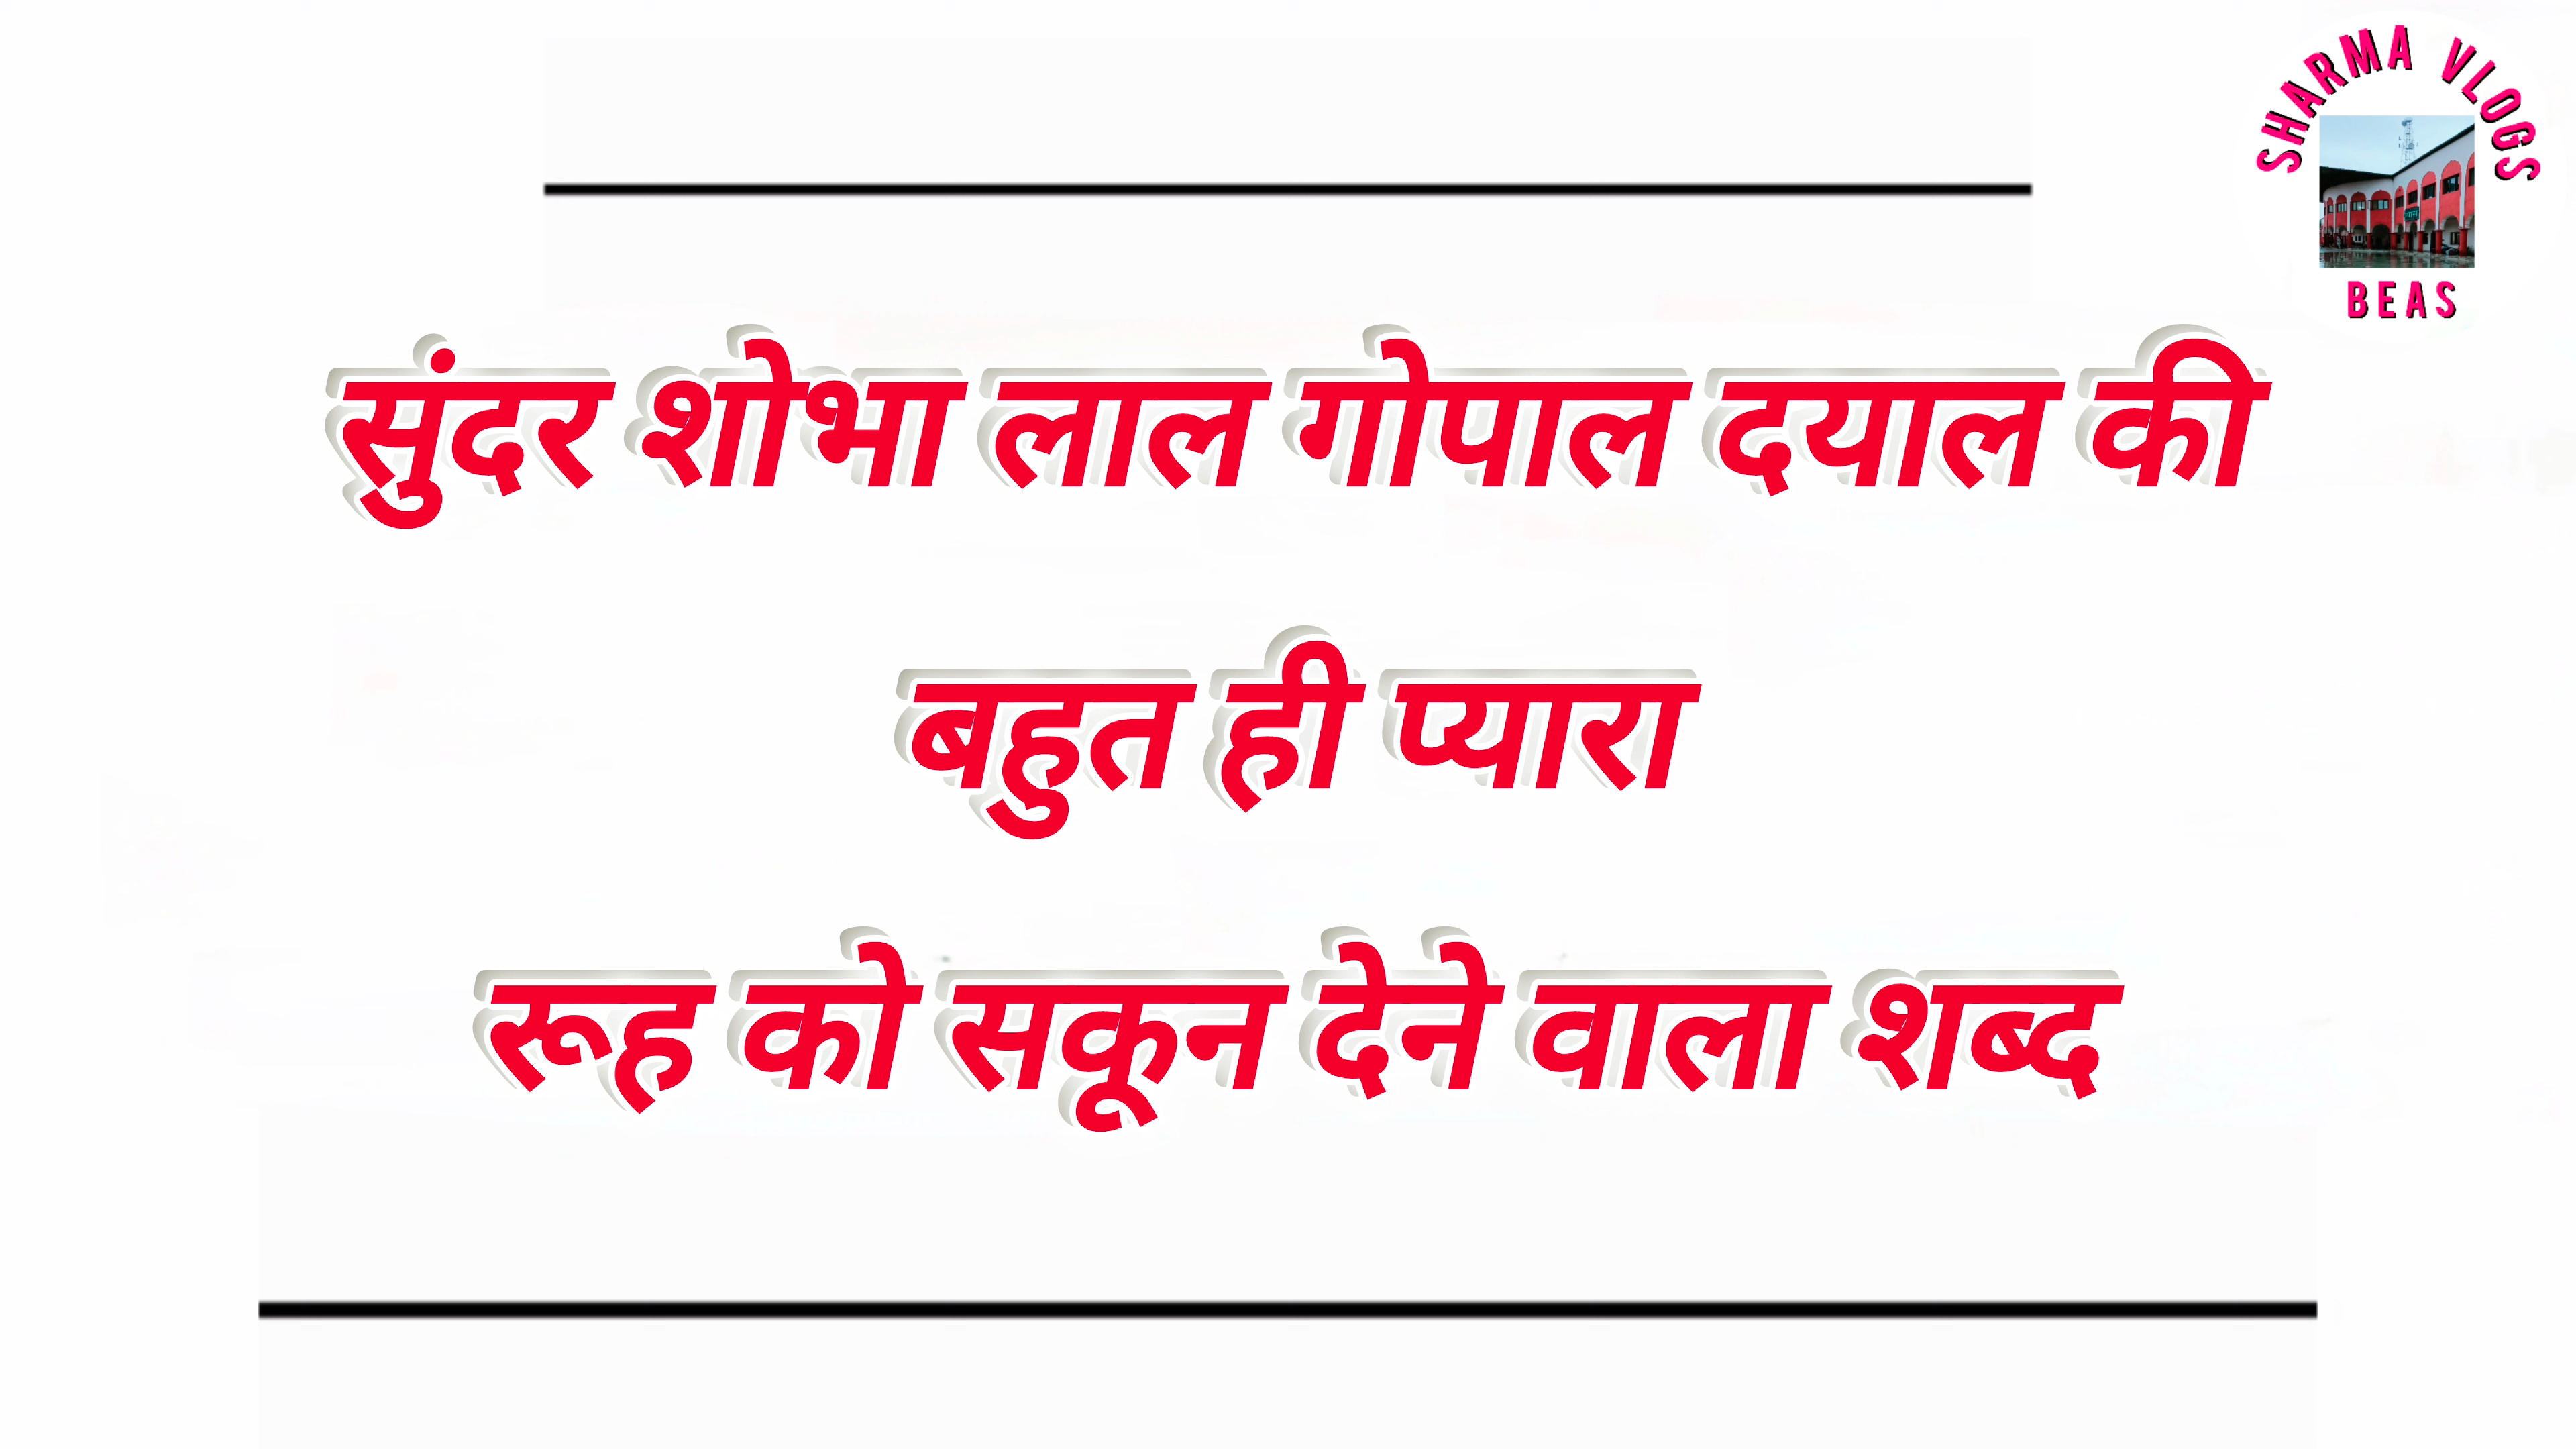 SHARMA VLOGS
BEAS
सुंदर शोभा लाल गोपाल दयाल की
बहुत ही प्यारा
रूह को सकून देने वाला शब्द